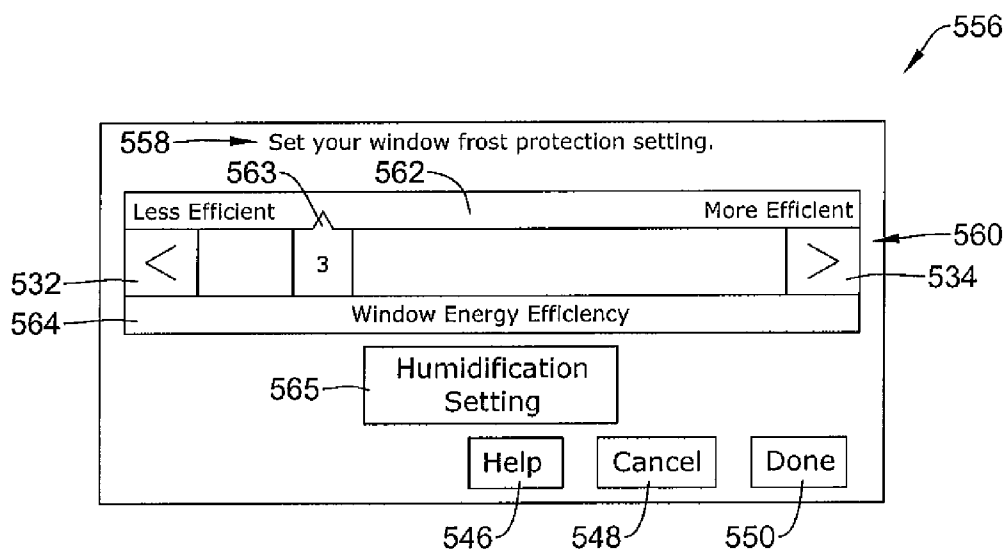 556
558 Set your window frost protection setting.
563 562
Less Efficient More Efficient
560
< 3 >
532 534
564 Window Energy Efficiency
565 Humidification
Setting
Help Cancel Done
546 548 550